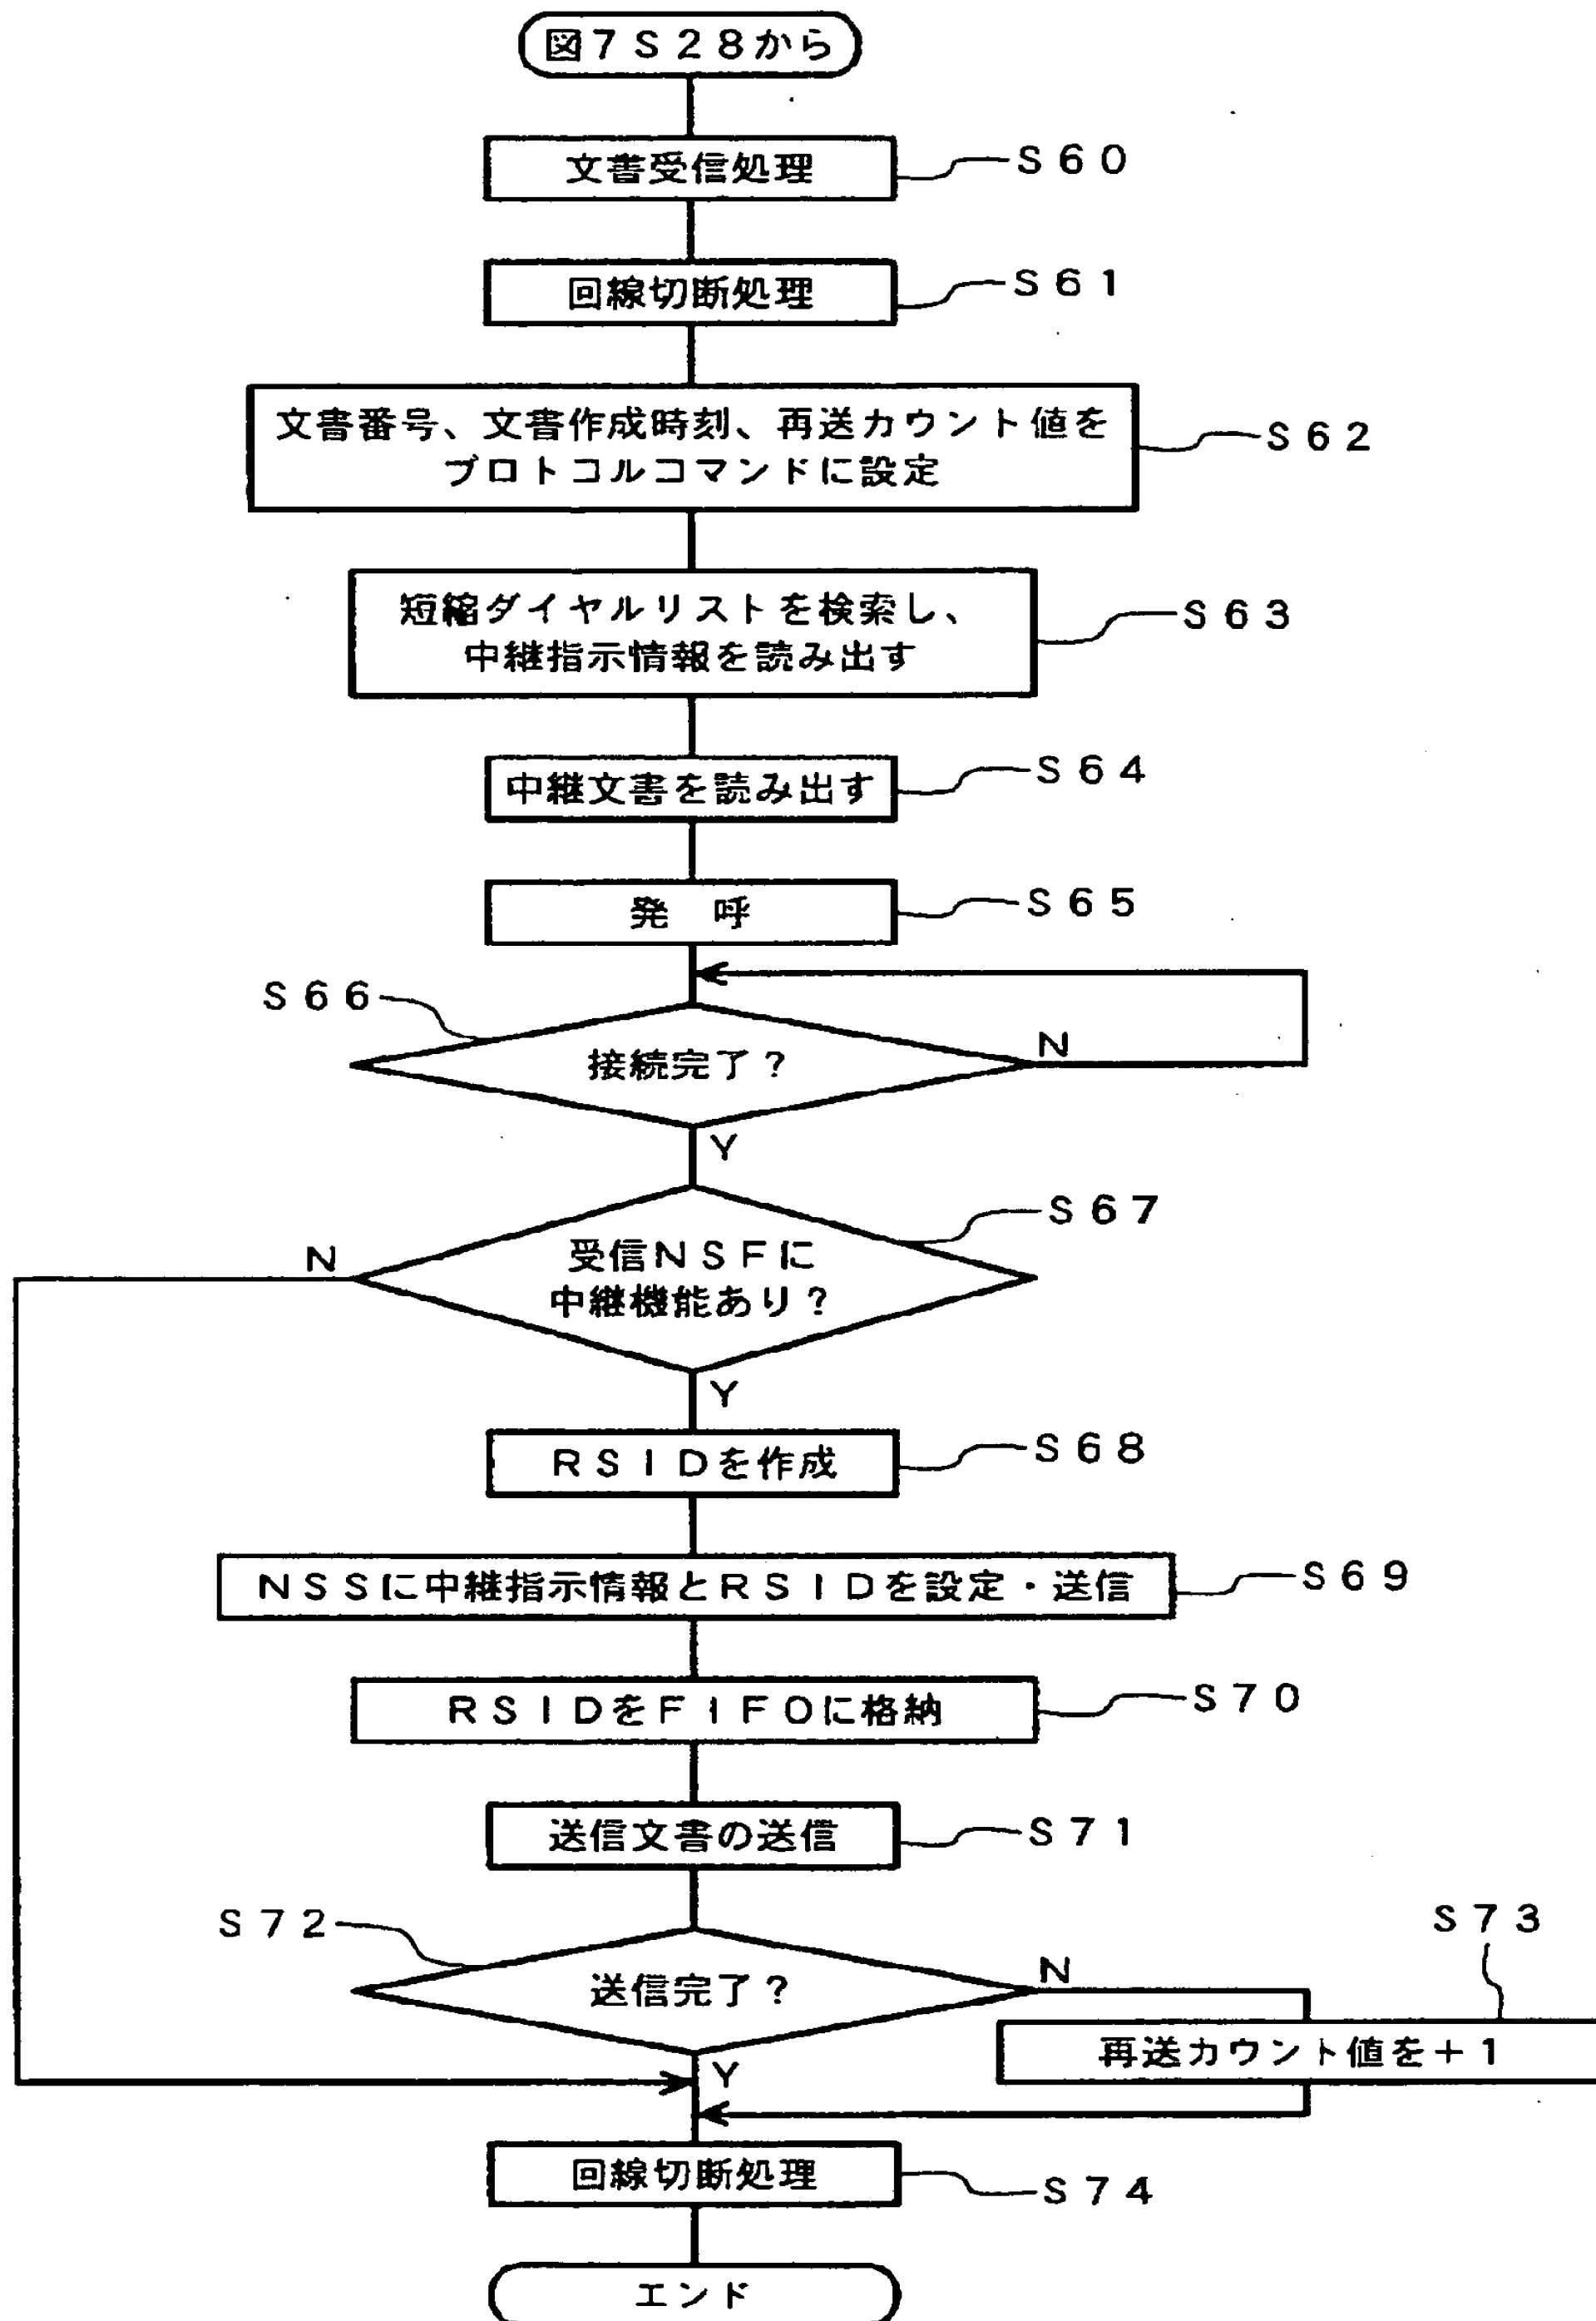 図7S28から
文書受信処理
S60
回線切断処理
S61
文書番号、文書作成時刻、再送カウント値を
プロトコルコマンドに設定
S62
短縮ダイヤルリストを検索し、
中継指示情報を読み出す
S63
中継文書を読み出す
S64
発 呼
S65
S66
接続完了?
N
Y
S67
受信NSFに
中継機能あり?
N
Y
RSIDを作成
S68
NSSに中継指示情報とRSIDを設定・送信
S69
RSIDをFIFOに格納
S70
送信文書の送信
S71
S72
送信完了?
N
S73
再送カウント値を+1
Y
回線切断処理
S74
エンド